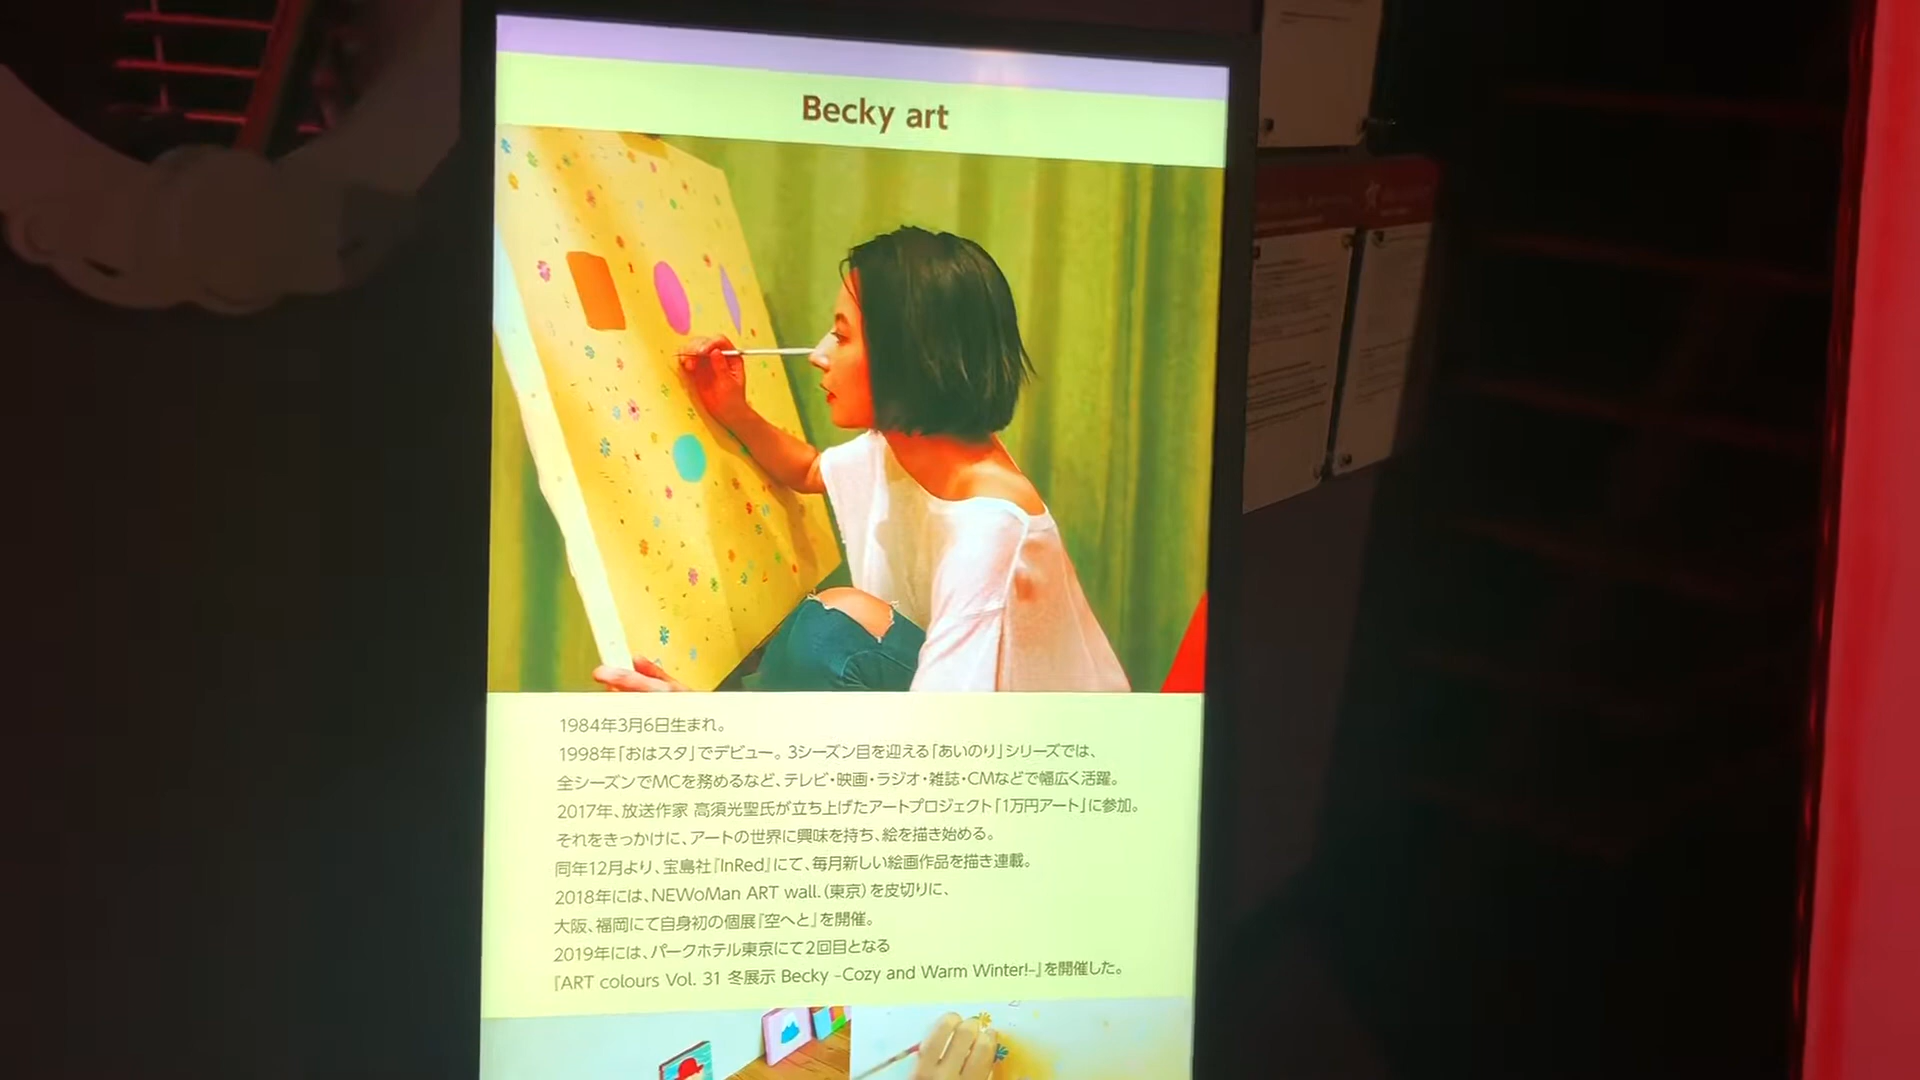 Becky art
1984年3月6日生まれ。
1998年「おはスタ」でデビュー。3シーズン目を迎える「あいのり」シリーズでは、
全シーズンでMCを務めるなど、テレビ・映画・ラジオ・雑誌・CMなどで幅広く活躍。
2017年、放送作家 高須光聖氏が立ち上げたアートプロジェクト「1万円アート」に参加。
それをきっかけに、アートの世界に興味を持ち、絵を描き始める。
同年12月より、宝島社『InRed』にて、毎月新しい絵画作品を描き連載。
2018年には、NEWoMan ART wall.（東京）を皮切りに、
大阪、福岡にて自身初の個展『空へと』を開催。
2019年には、パークホテル東京にて2回目となる
『ART colours Vol. 31 冬展示 Becky -Cozy and Warm Winter!-』を開催した。